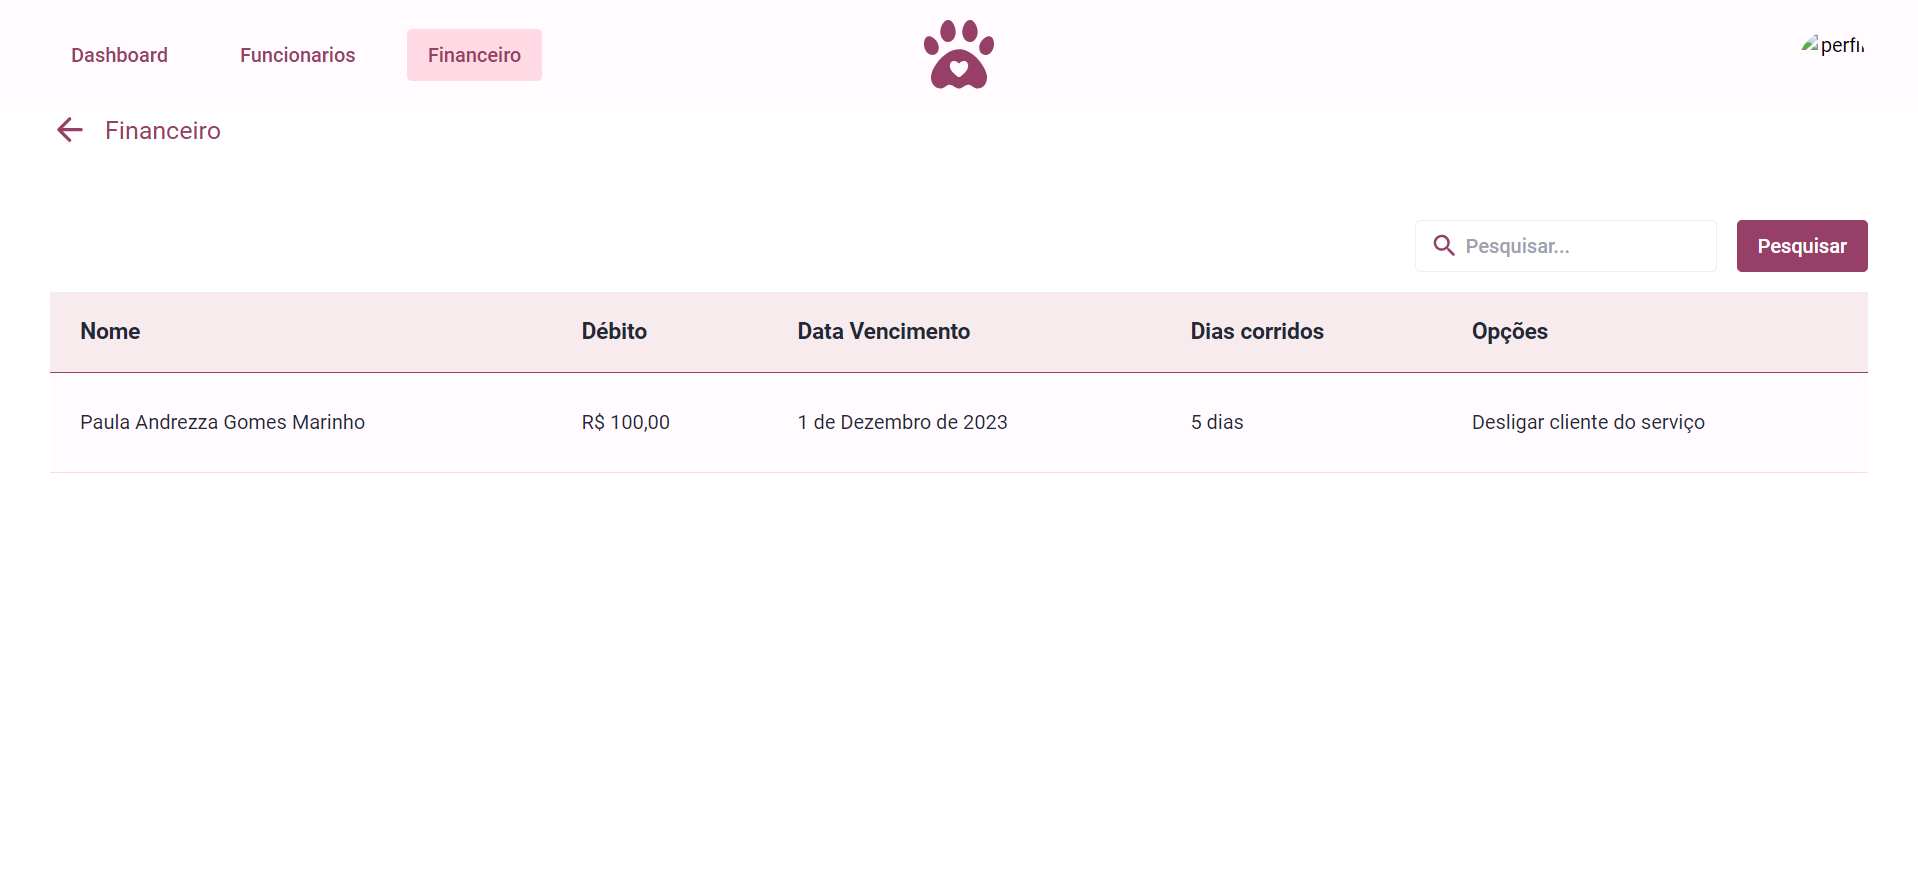 Dashboard Funcionarios Financeiro perfil
Financeiro
Pesquisar... Pesquisar
Nome Débito Data Vencimento Dias corridos Opções
Paula Andrezza Gomes Marinho R$ 100,00 1 de Dezembro de 2023 5 dias Desligar cliente do serviço